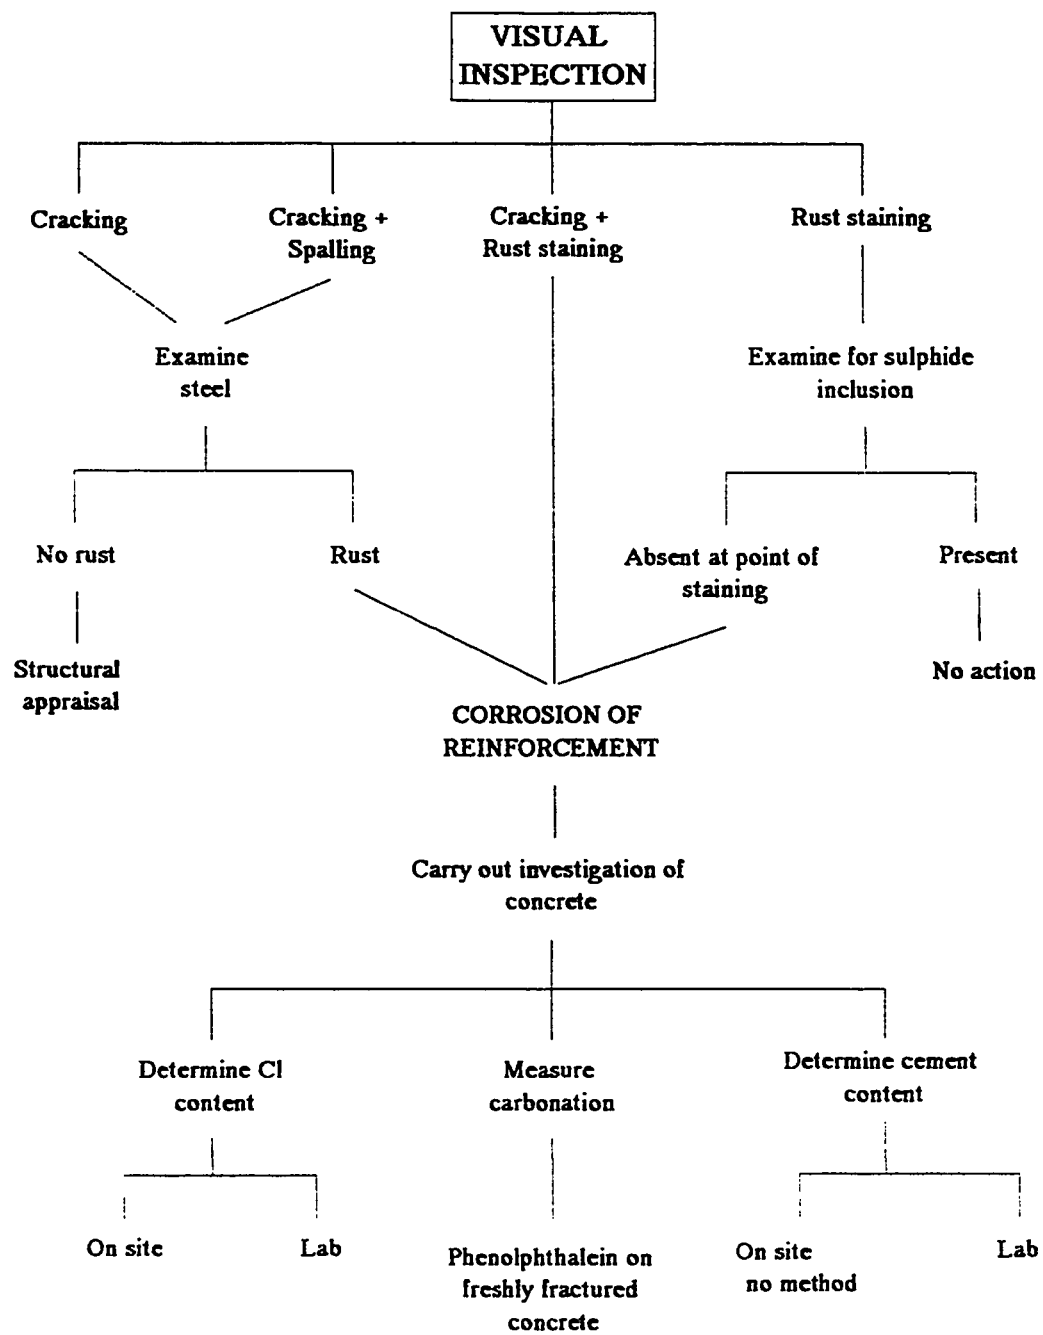 VISUAL
INSPECTION
Cracking
Cracking +
Spalling
Cracking +
Rust staining
Rust staining
Examine
steel
Examine for sulphide
inclusion
No rust
Rust
Absent at point of
staining
Present
Structural
appraisal
No action
CORROSION OF
REINFORCEMENT
Carry out investigation of
concrete
Determine Cl
content
Measure
carbonation
Determine cement
content
On site
Lab
Phenolphthalein on
freshly fractured
concrete
On site
no method
Lab